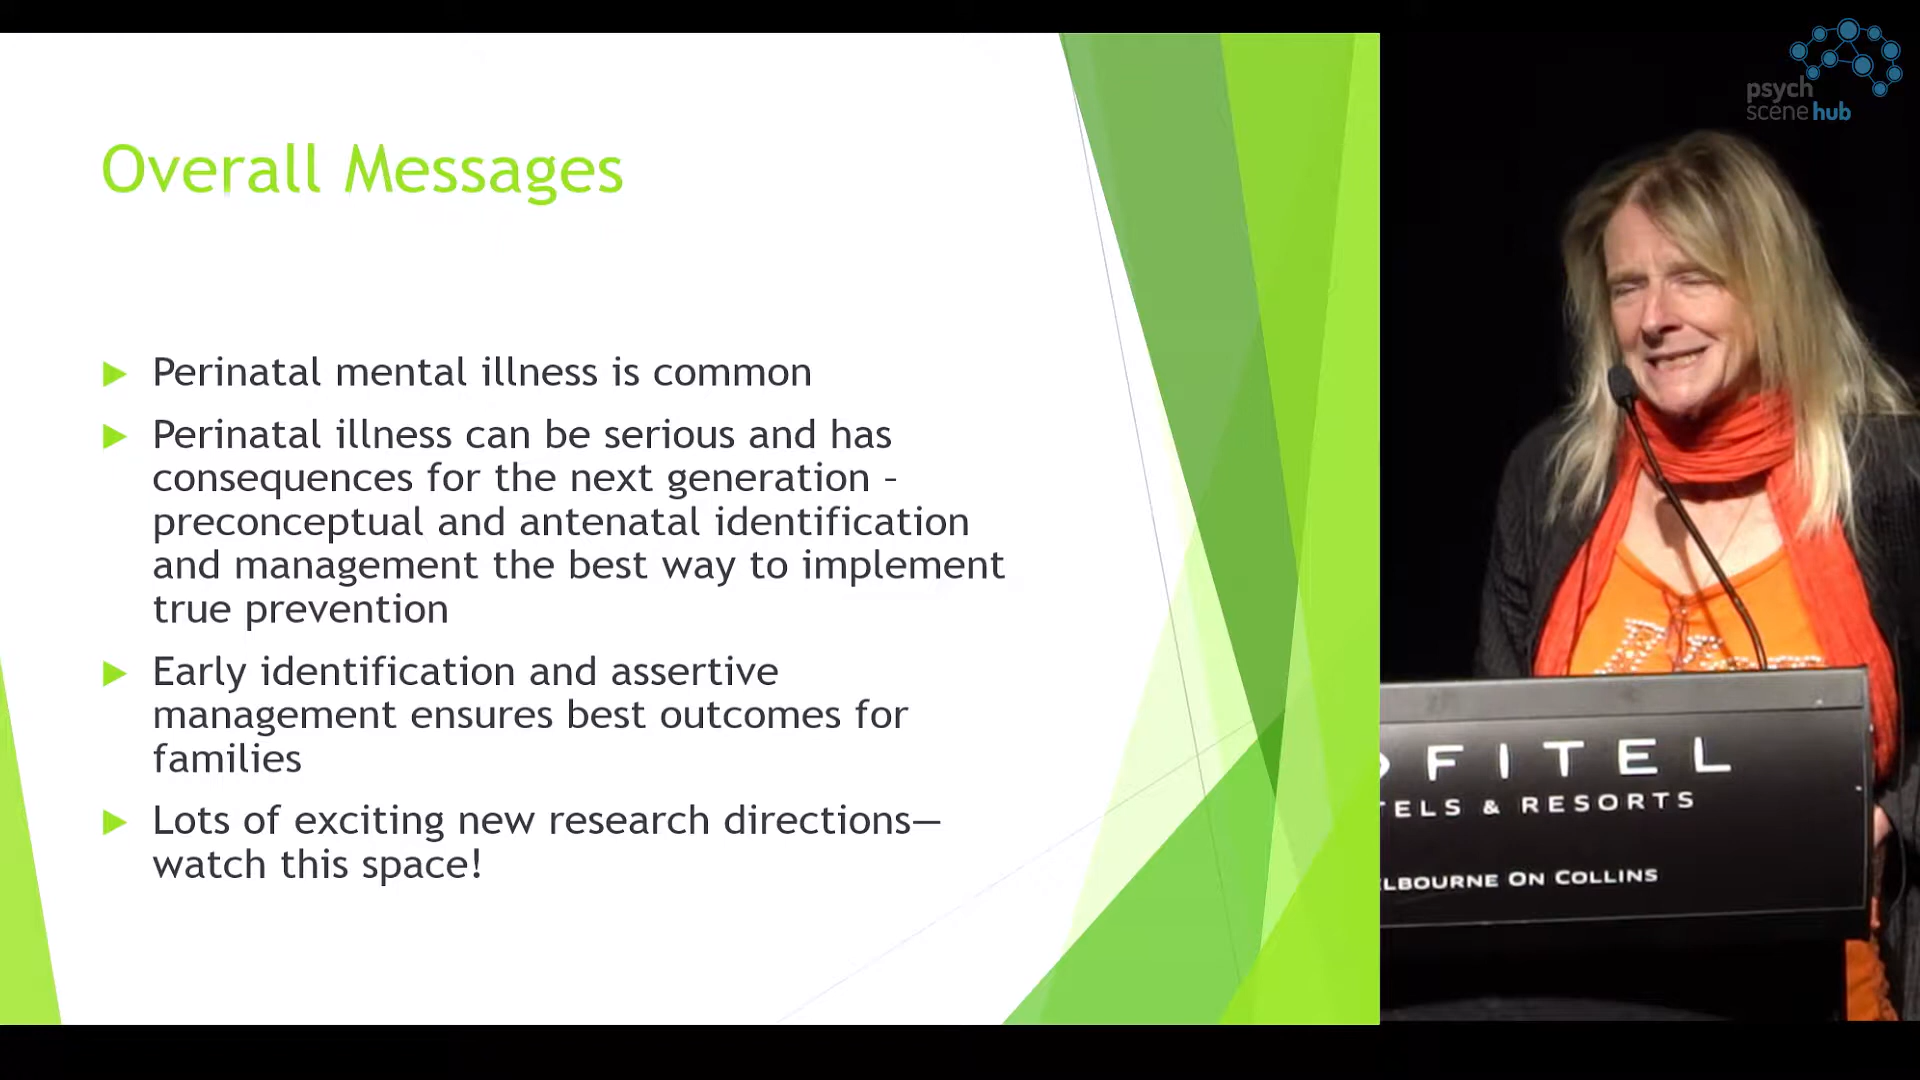 psych
scene hub
Overall Messages
Perinatal mental illness is common
Perinatal illness can be serious and has
consequences for the next generation –
preconceptual and antenatal identification
and management the best way to implement
true prevention
Early identification and assertive
management ensures best outcomes for
families
Lots of exciting new research directions—
watch this space!
OFITEL
TELS & RESORTS
ELBOURNE ON COLLINS